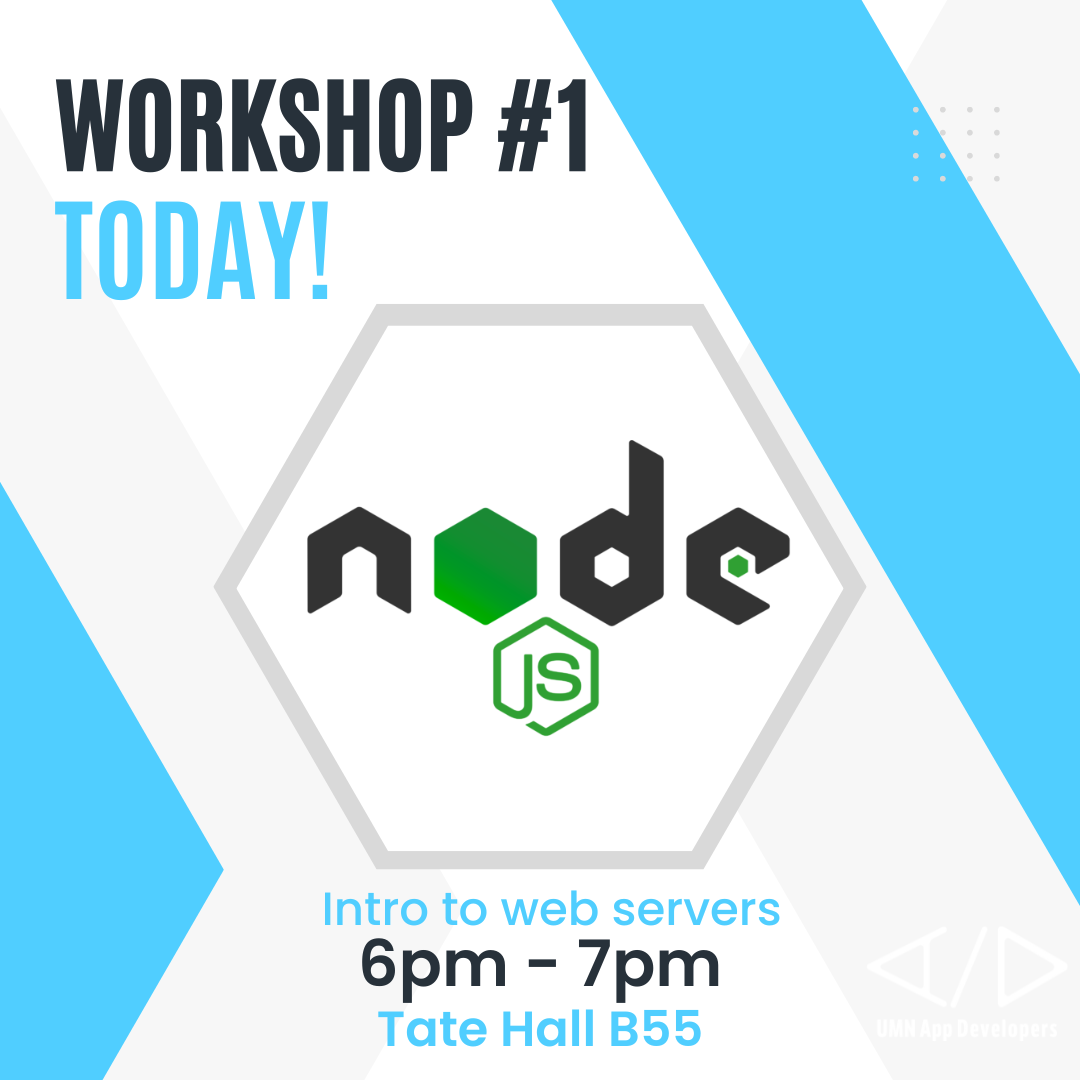 WORKSHOP #1
TODAY!
node
JS
Intro to web servers
6pm - 7pm
Tate Hall B55
UMN App Developers